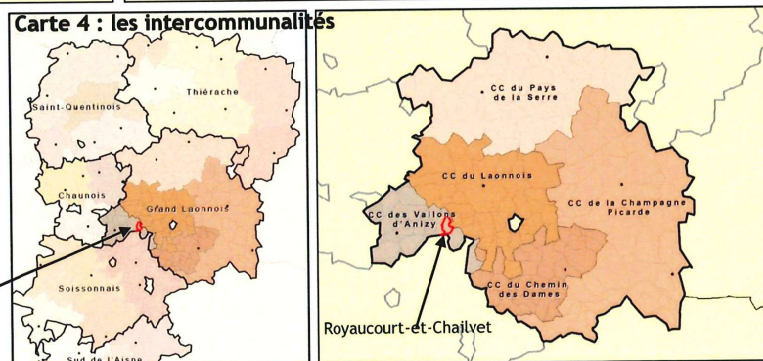 Carte 4 : les intercommunalités
Saint-Quentinois
Thiérache
Chaunois
Grand Laonnois
Soissonnais
Sud de l'Aisne
CC du Pays
de la Serre
CC du Laonnois
CC des Vallons
d'Anizy
CC de la Champagne
Picarde
CC du Chemin
des Dames
Royaucourt-et-Chailvet